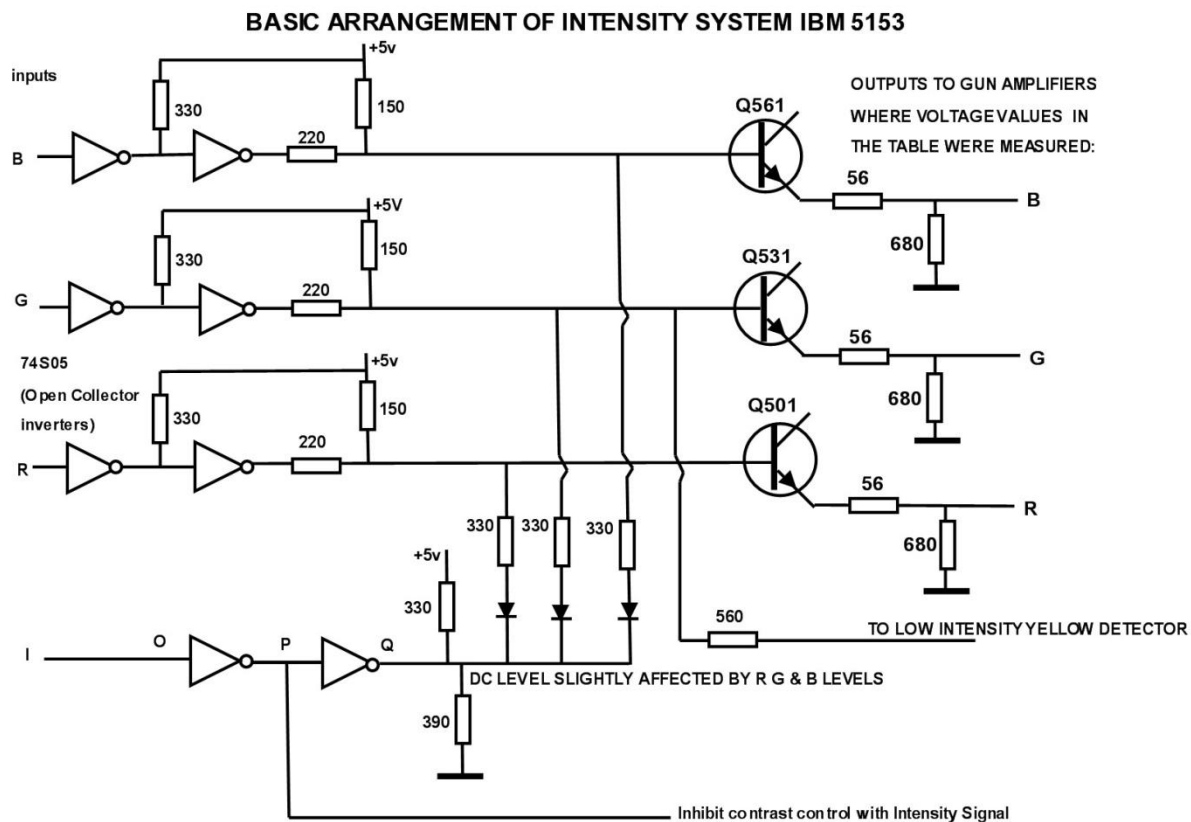 BASIC ARRANGEMENT OF INTENSITY SYSTEM IBM 5153
+5v
inputs
330
150
220
B
Q561
OUTPUTS TO GUN AMPLIFIERS
WHERE VOLTAGE VALUES IN
THE TABLE WERE MEASURED:
56
B
680
+5V
330
150
220
G
Q531
56
G
680
74S05
(Open Collector
inverters)
+5v
330
150
220
R
Q501
56
R
680
330
330
330
+5v
330
560
TO LOW INTENSITY YELLOW DETECTOR
I
O
P
Q
DC LEVEL SLIGHTLY AFFECTED BY R G & B LEVELS
390
Inhibit contrast control with Intensity Signal